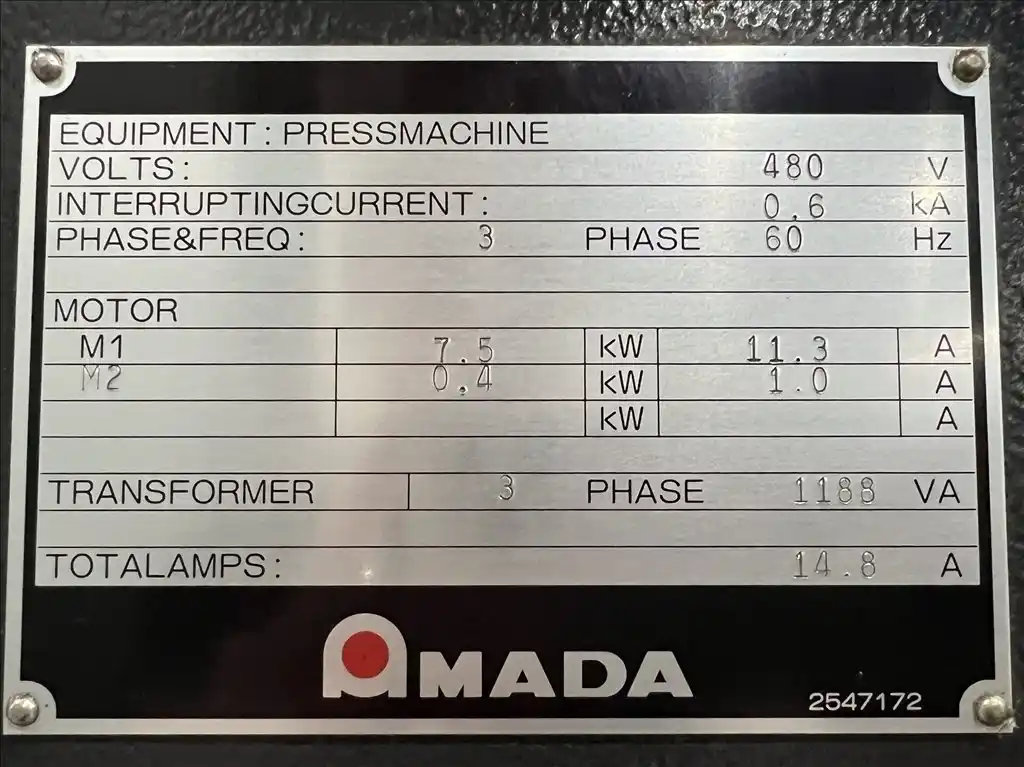 EQUIPMENT: PRESSMACHINE
VOLTS: 480 V
INTERRUPTINGCURRENT: 0.6 kA
PHASE&FREQ: 3 PHASE 60 Hz
MOTOR
M1 7.5 kW 11.3 A
M2 0.4 kW 1.0 A
kW A
TRANSFORMER 3 PHASE 1188 VA
TOTALAMPS: 14.8 A
AMADA
2547172